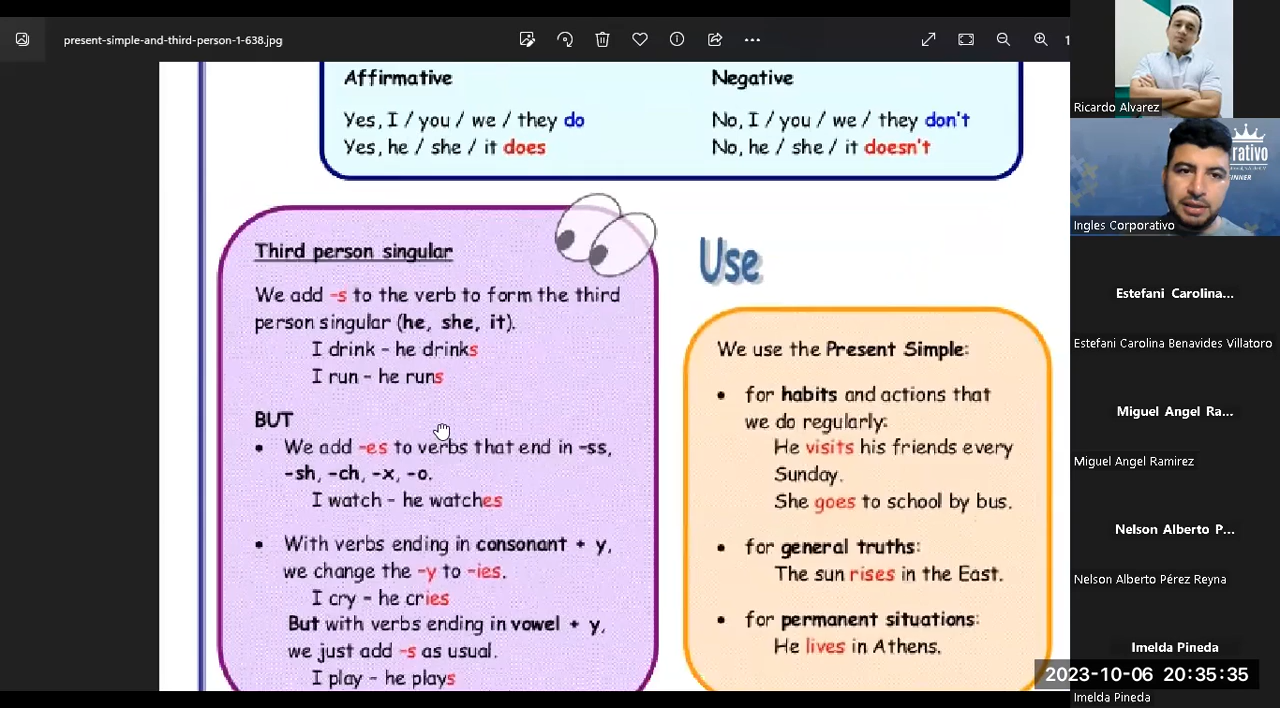 present-simple-and-third-person-1-638.jpg
1
Affirmative
Yes, I / you / we / they do
Yes, he / she / it does
Negative
No, I / you / we / they don't
No, he / she / it doesn't
Third person singular
We add -s to the verb to form the third
person singular (he, she, it).
I drink - he drinks
I run - he runs
BUT
• We add -es to verbs that end in -ss,
-sh, -ch, -x, -o.
I watch - he watches
• With verbs ending in consonant + y,
we change the -y to -ies.
I cry - he cries
But with verbs ending in vowel + y,
we just add -s as usual.
I play - he plays
Use
We use the Present Simple:
• for habits and actions that
we do regularly:
He visits his friends every
Sunday.
She goes to school by bus.
• for general truths:
The sun rises in the East.
• for permanent situations:
He lives in Athens.
Ricardo Alvarez
Ingles Corporativo
Estefani Carolina...
Estefani Carolina Benavides Villatoro
Miguel Angel Ra...
Miguel Angel Ramirez
Nelson Alberto P...
Nelson Alberto Pérez Reyna
Imelda Pineda
2023-10-06 20:35:35
Imelda Pineda